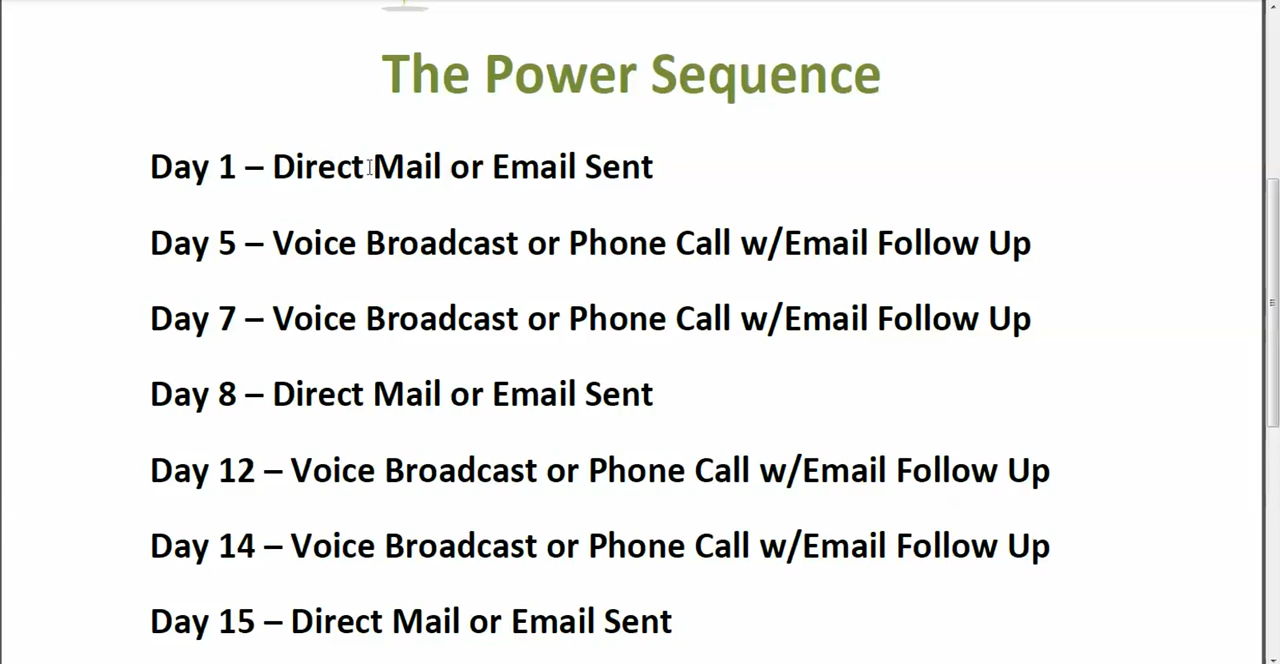 The Power Sequence
Day 1 – Direct Mail or Email Sent
Day 5 – Voice Broadcast or Phone Call w/Email Follow Up
Day 7 – Voice Broadcast or Phone Call w/Email Follow Up
Day 8 – Direct Mail or Email Sent
Day 12 – Voice Broadcast or Phone Call w/Email Follow Up
Day 14 – Voice Broadcast or Phone Call w/Email Follow Up
Day 15 – Direct Mail or Email Sent